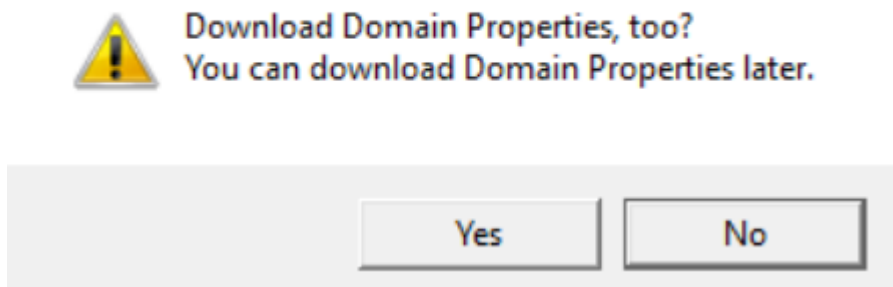 Download Domain Properties, too?
You can download Domain Properties later.
Yes
No